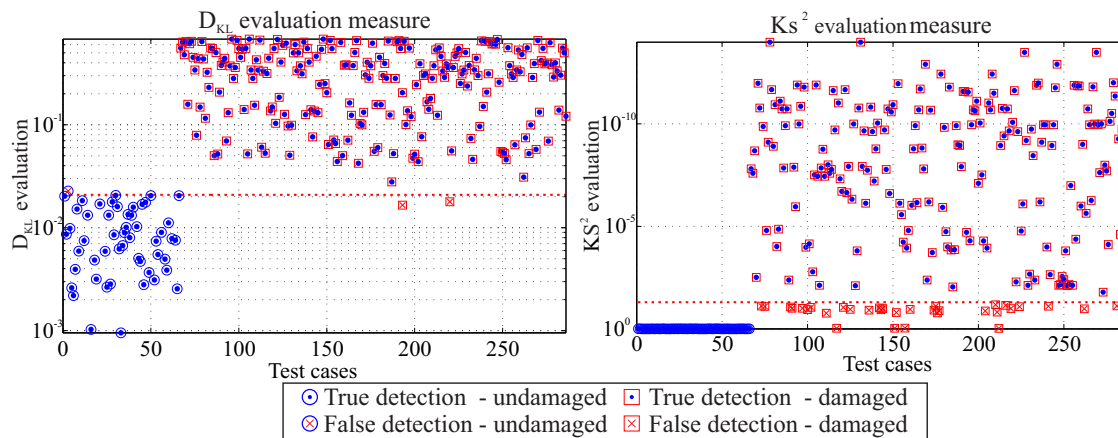 D_KL evaluation measure
Ks² evaluation measure
D_KL evaluation
10⁻¹
10⁻²
10⁻³
0 50 100 150 200 250
Test cases
Ks² evaluation
10⁻¹⁰
10⁻⁵
10⁰
0 50 100 150 200 250
Test cases
True detection - undamaged
True detection - damaged
False detection - undamaged
False detection - damaged